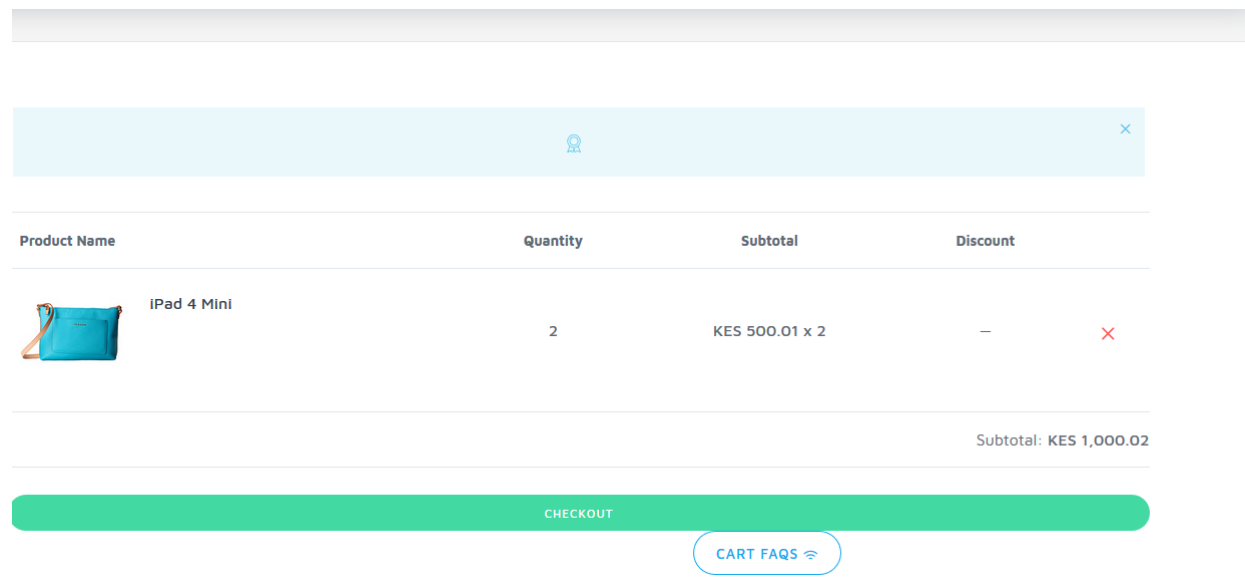 Product Name Quantity Subtotal Discount
iPad 4 Mini
2 KES 500.01 x 2 —
Subtotal: KES 1,000.02
CHECKOUT
CART FAQS